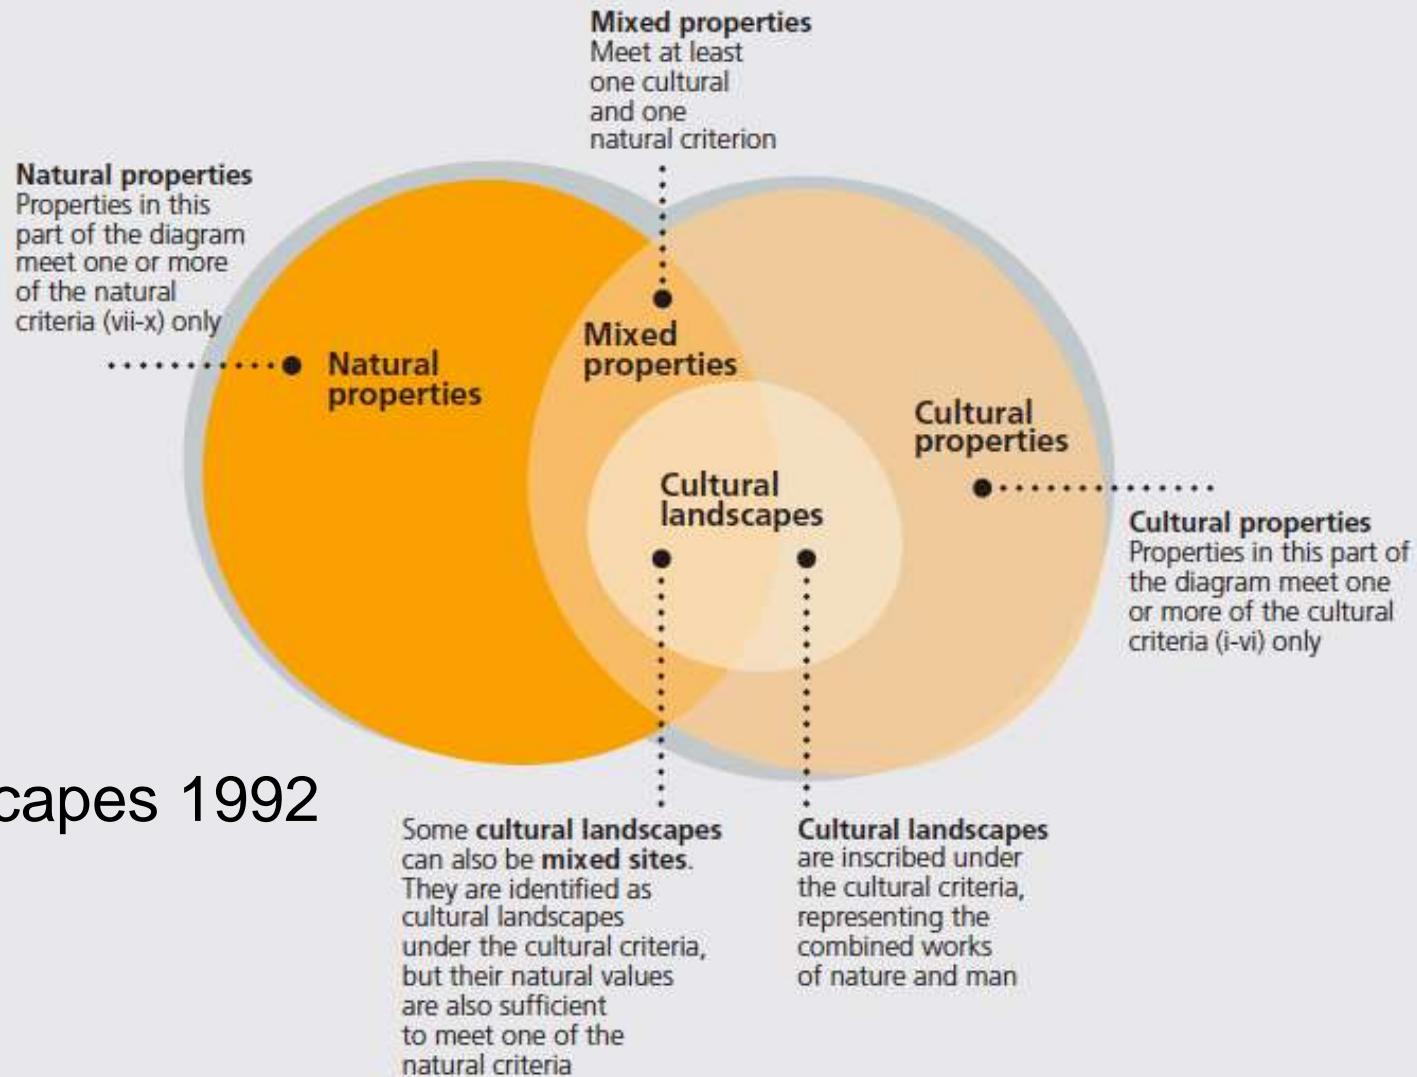 Mixed properties
Meet at least
one cultural
and one
natural criterion
Natural properties
Properties in this
part of the diagram
meet one or more
of the natural
criteria (vii-x) only
Natural
properties
Mixed
properties
Cultural
properties
Cultural
landscapes
Cultural properties
Properties in this part of
the diagram meet one
or more of the cultural
criteria (i-vi) only
capes 1992
Some cultural landscapes
can also be mixed sites.
They are identified as
cultural landscapes
under the cultural criteria,
but their natural values
are also sufficient
to meet one of the
natural criteria
Cultural landscapes
are inscribed under
the cultural criteria,
representing the
combined works
of nature and man